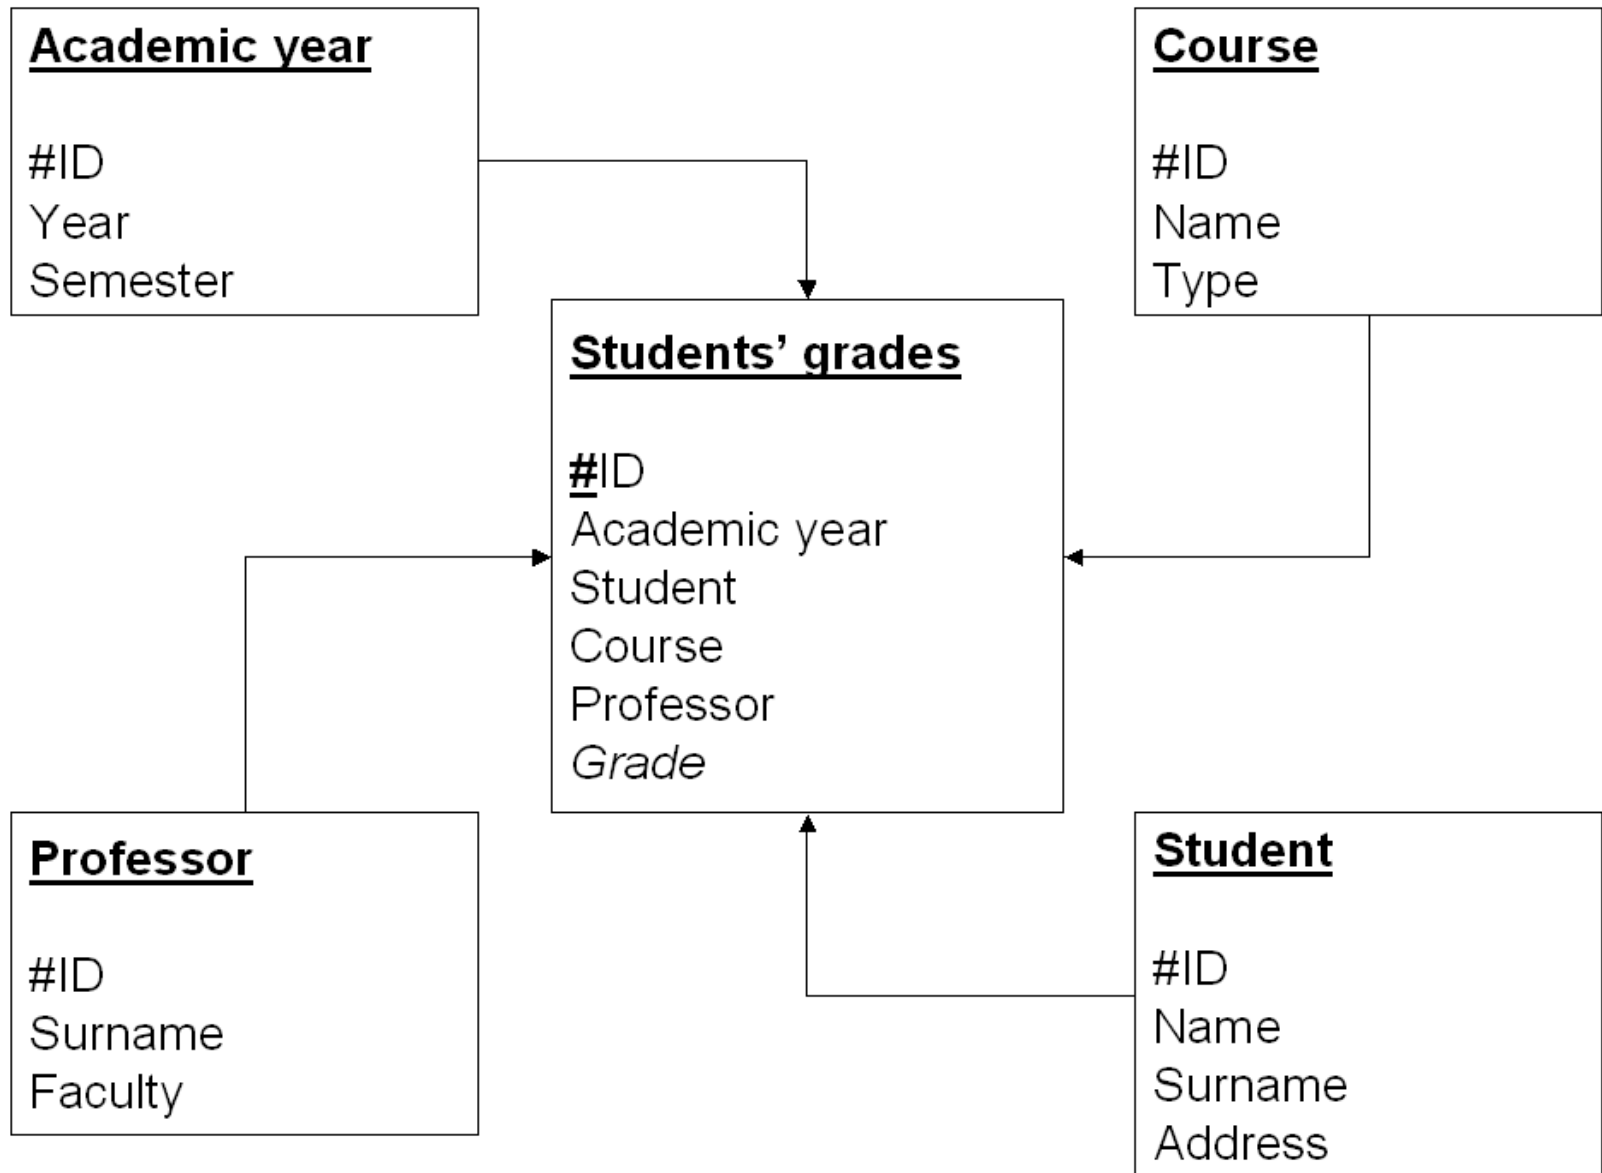 Academic year
#ID
Year
Semester
Course
#ID
Name
Type
Students’ grades
#ID
Academic year
Student
Course
Professor
Grade
Professor
#ID
Surname
Faculty
Student
#ID
Name
Surname
Address